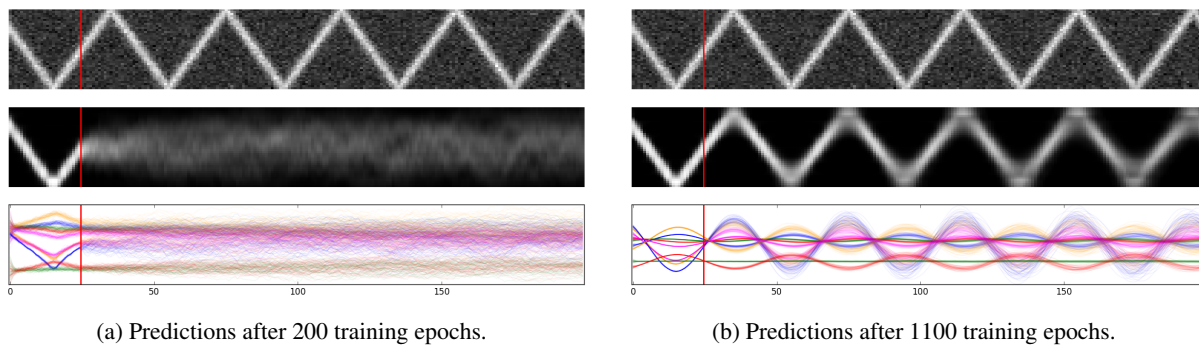 0 50 100 150
0 50 100 150
(a) Predictions after 200 training epochs.
(b) Predictions after 1100 training epochs.